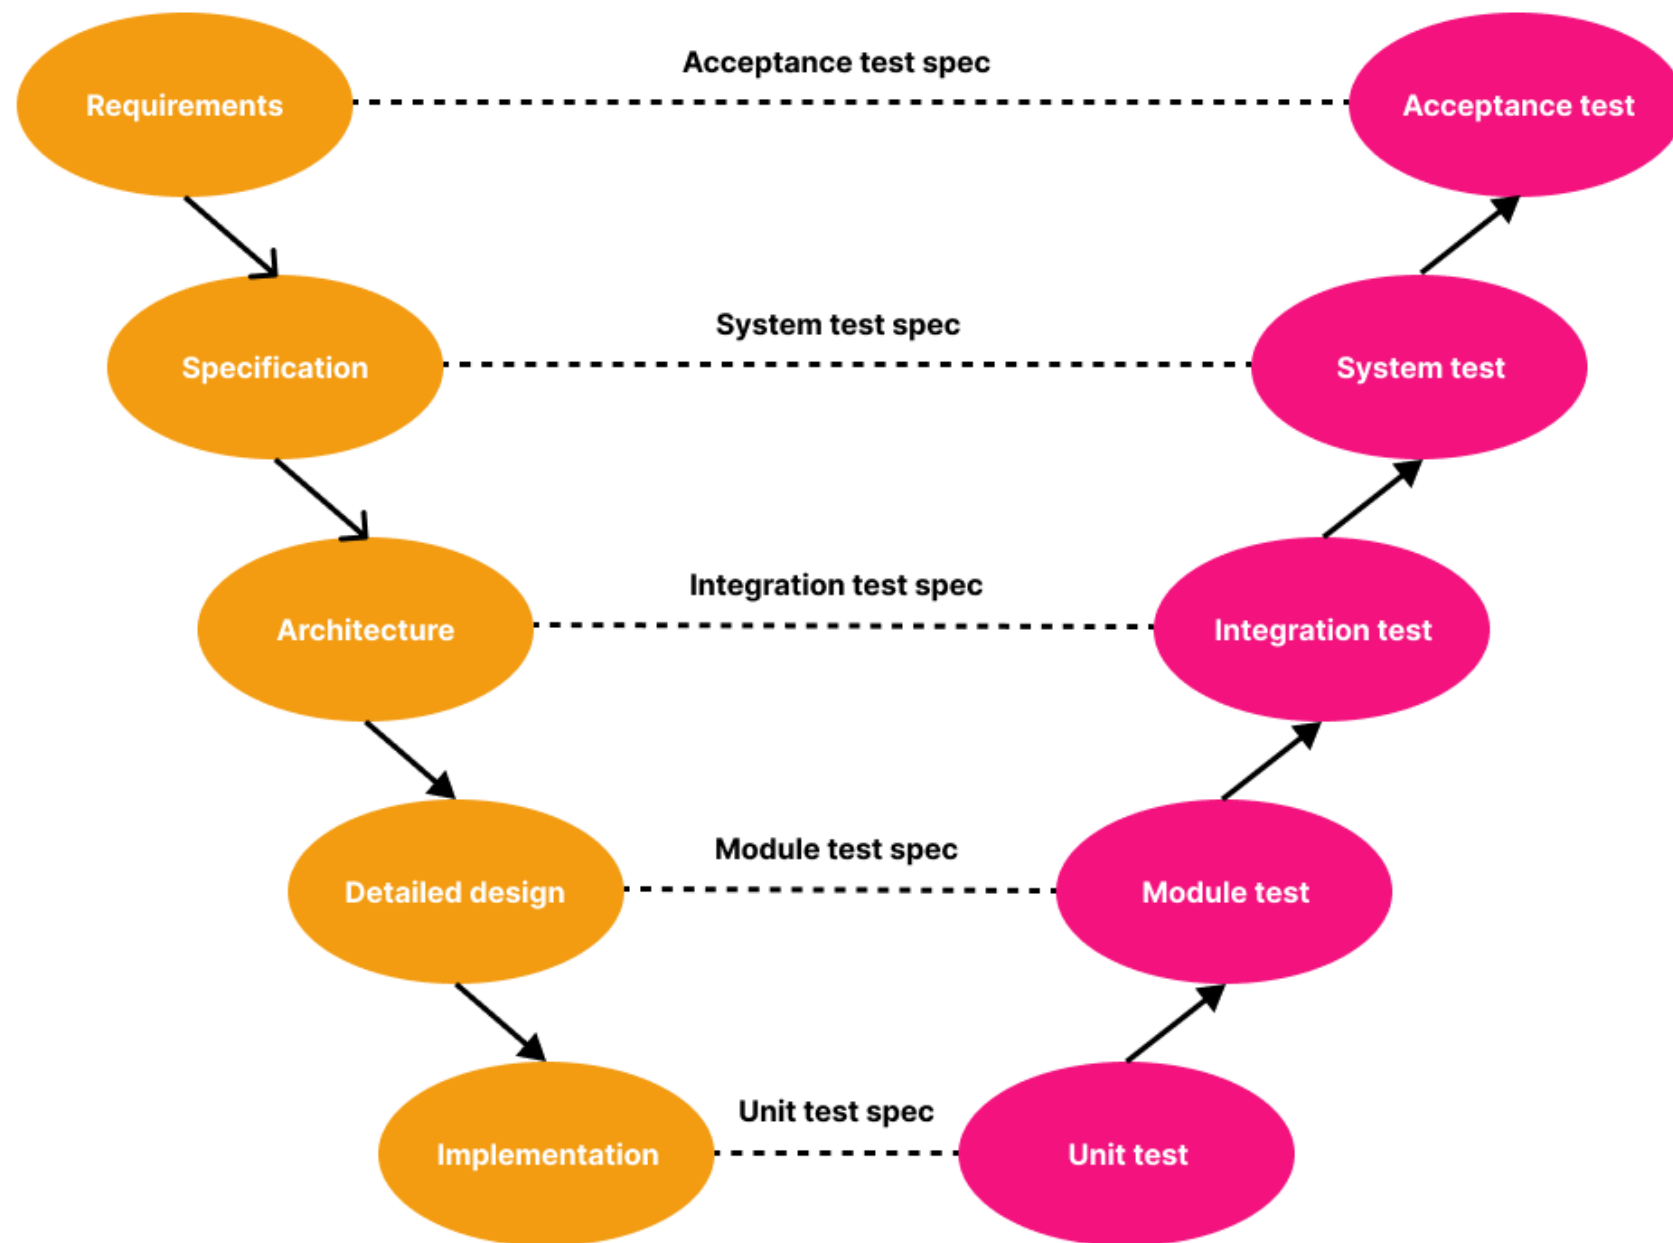 Acceptance test spec
Requirements
Acceptance test
System test spec
Specification
System test
Integration test spec
Architecture
Integration test
Module test spec
Detailed design
Module test
Unit test spec
Implementation
Unit test